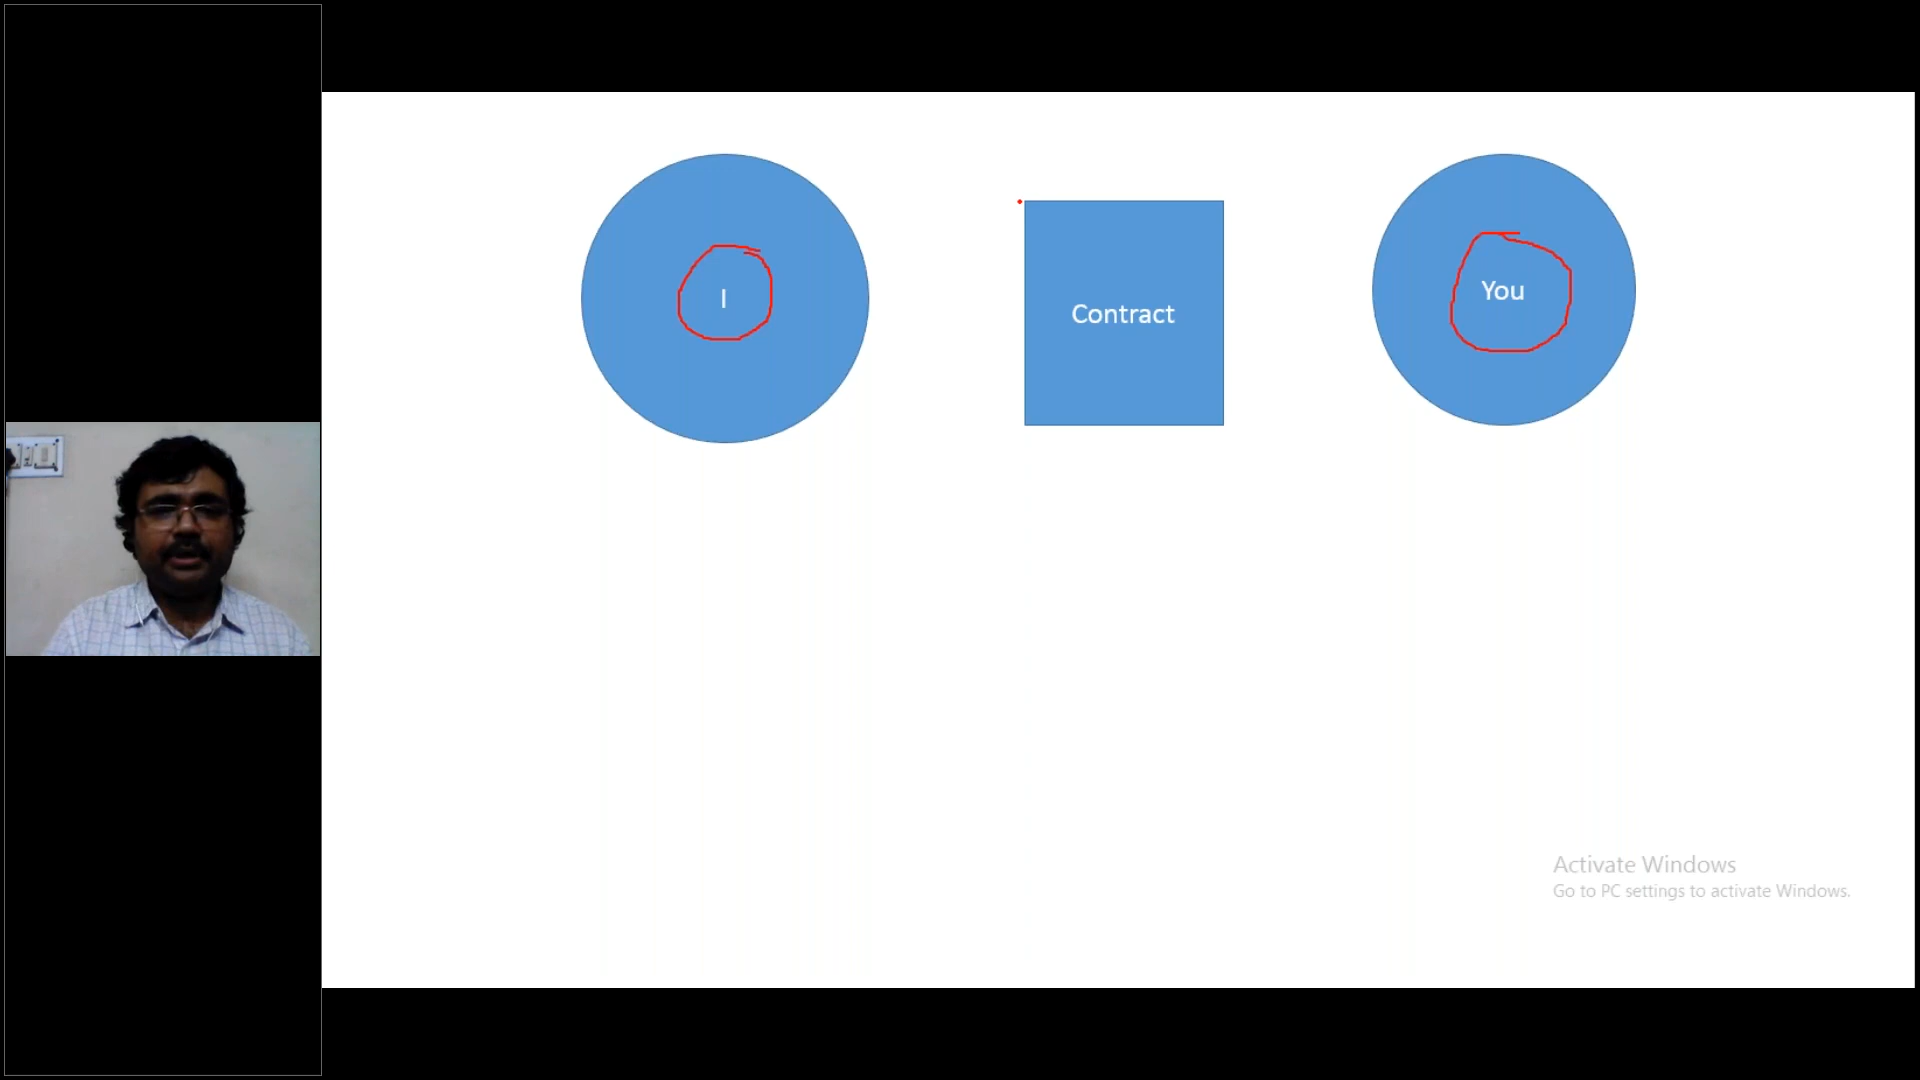 I
Contract
You
Activate Windows
Go to PC settings to activate Windows.